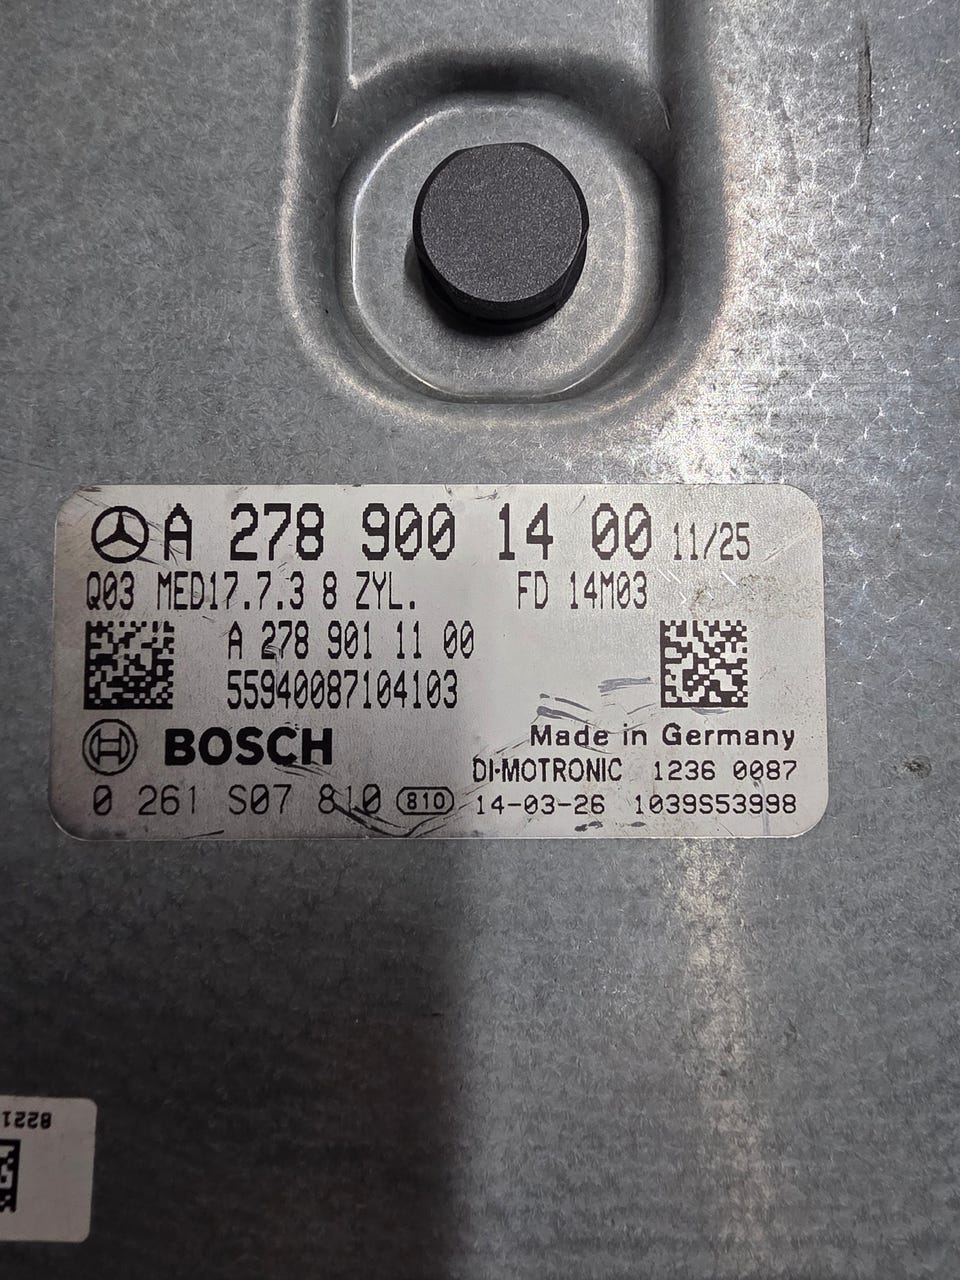 A 278 900 14 00 11/25
Q03 MED17.7.3 8 ZYL. FD 14M03
A 278 901 11 00
55940087104103
BOSCH
Made in Germany
DI-MOTRONIC 1236 0087
0 261 S07 810 810 14-03-26 1039S53998
8221